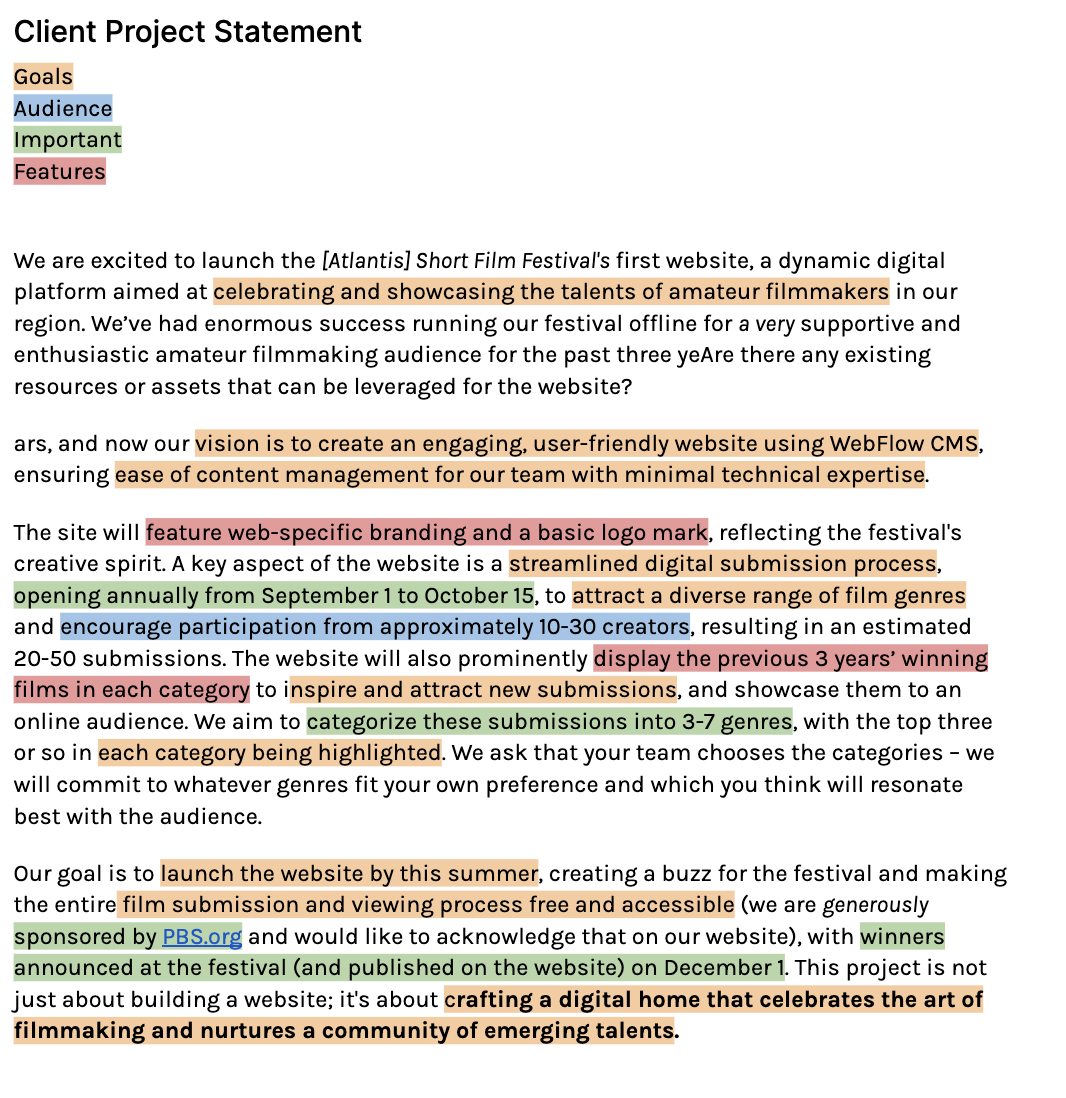 Client Project Statement
Goals
Audience
Important
Features
We are excited to launch the [Atlantis] Short Film Festival's first website, a dynamic digital
platform aimed at celebrating and showcasing the talents of amateur filmmakers in our
region. We’ve had enormous success running our festival offline for a very supportive and
enthusiastic amateur filmmaking audience for the past three yeAre there any existing
resources or assets that can be leveraged for the website?
ars, and now our vision is to create an engaging, user-friendly website using WebFlow CMS,
ensuring ease of content management for our team with minimal technical expertise.
The site will feature web-specific branding and a basic logo mark, reflecting the festival's
creative spirit. A key aspect of the website is a streamlined digital submission process,
opening annually from September 1 to October 15, to attract a diverse range of film genres
and encourage participation from approximately 10-30 creators, resulting in an estimated
20-50 submissions. The website will also prominently display the previous 3 years’ winning
films in each category to inspire and attract new submissions, and showcase them to an
online audience. We aim to categorize these submissions into 3-7 genres, with the top three
or so in each category being highlighted. We ask that your team chooses the categories – we
will commit to whatever genres fit your own preference and which you think will resonate
best with the audience.
Our goal is to launch the website by this summer, creating a buzz for the festival and making
the entire film submission and viewing process free and accessible (we are generously
sponsored by PBS.org and would like to acknowledge that on our website), with winners
announced at the festival (and published on the website) on December 1. This project is not
just about building a website; it's about crafting a digital home that celebrates the art of
filmmaking and nurtures a community of emerging talents.